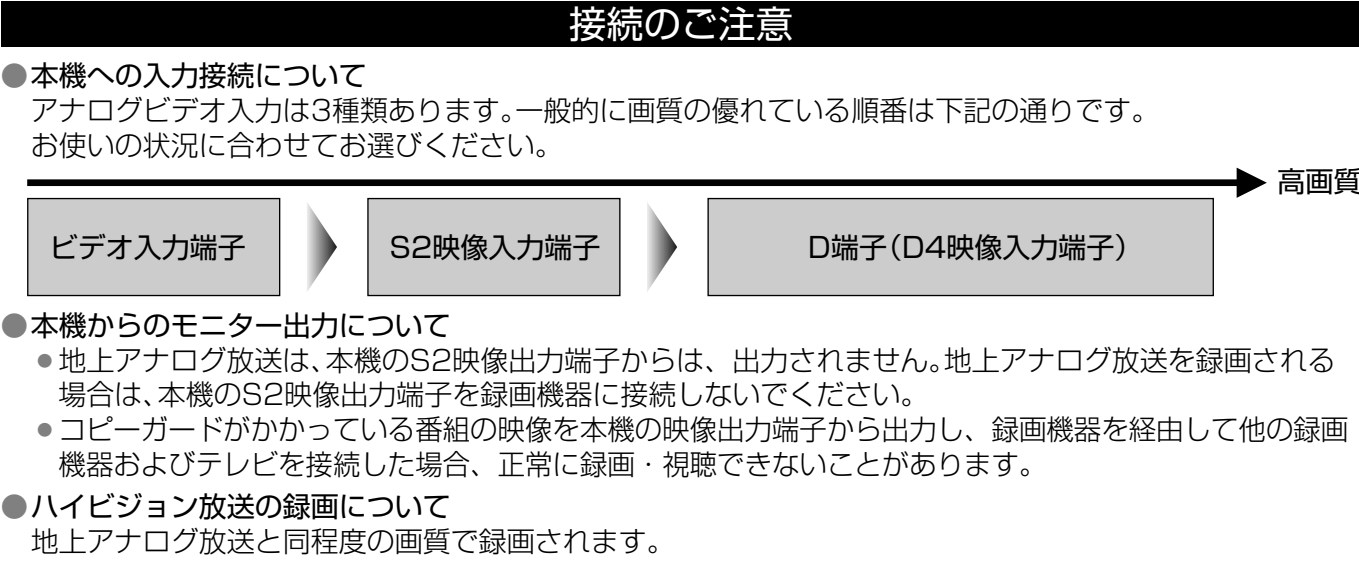 接続のご注意
●本機への入力接続について
アナログビデオ入力は3種類あります。一般的に画質の優れている順番は下記の通りです。
お使いの状況に合わせてお選びください。
高画質
ビデオ入力端子
S2映像入力端子
D端子(D4映像入力端子)
●本機からのモニター出力について
●地上アナログ放送は、本機のS2映像出力端子からは、出力されません。地上アナログ放送を録画される
場合は、本機のS2映像出力端子を録画機器に接続しないでください。
●コピーガードがかかっている番組の映像を本機の映像出力端子から出力し、録画機器を経由して他の録画
機器およびテレビを接続した場合、正常に録画・視聴できないことがあります。
●ハイビジョン放送の録画について
地上アナログ放送と同程度の画質で録画されます。